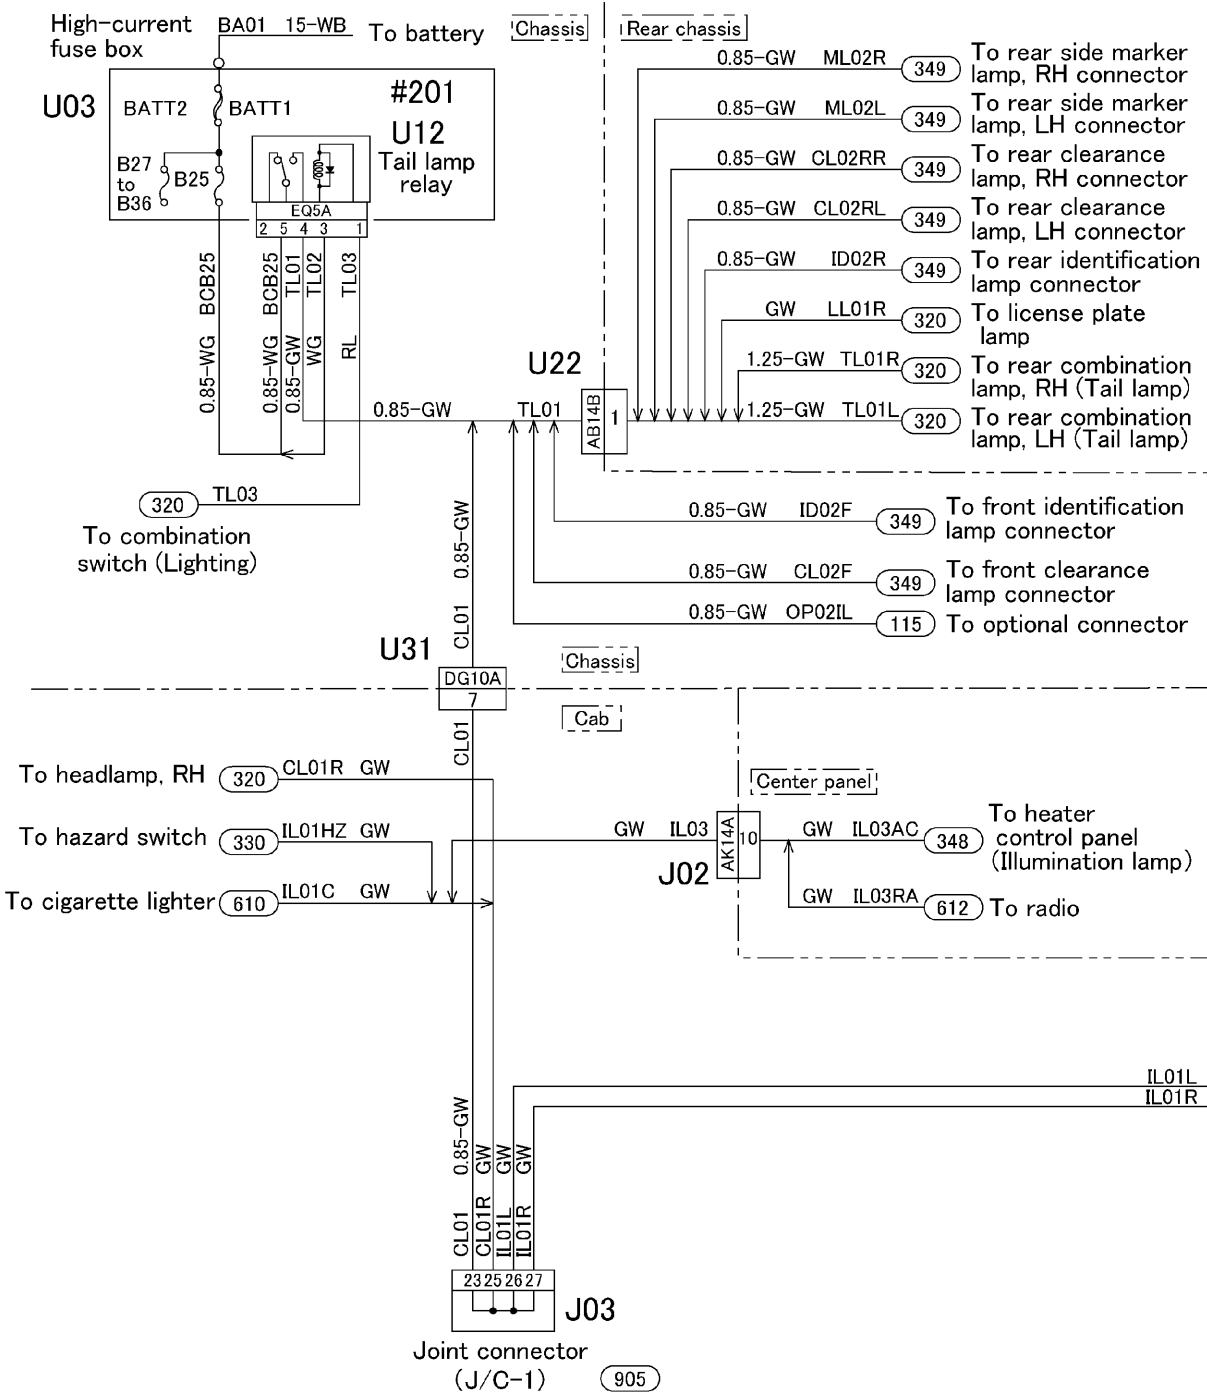 High-current
fuse box
BA01 15-WB
To battery
Chassis
Rear chassis
U03
BATT2
BATT1
#201
U12
Tail lamp
relay
B27
to
B36
B25
EQ5A
2 5 4 3 1
BCB25
0.85-WG
BCB25
0.85-WG
TL01
0.85-GW
TL02
WG
TL03
RL
0.85-GW ML02R
349
To rear side marker
lamp, RH connector
0.85-GW ML02L
349
To rear side marker
lamp, LH connector
0.85-GW CL02RR
349
To rear clearance
lamp, RH connector
0.85-GW CL02RL
349
To rear clearance
lamp, LH connector
0.85-GW ID02R
349
To rear identification
lamp connector
GW LL01R
320
To license plate
lamp
1.25-GW TL01R
320
To rear combination
lamp, RH (Tail lamp)
1.25-GW TL01L
320
To rear combination
lamp, LH (Tail lamp)
U22
AB14B
1
0.85-GW TL01
320
TL03
To combination
switch (Lighting)
0.85-GW ID02F
349
To front identification
lamp connector
0.85-GW CL02F
349
To front clearance
lamp connector
0.85-GW OP02IL
115
To optional connector
CL01 0.85-GW
U31
DG10A
7
Chassis
Cab
CL01
To headlamp, RH
320
CL01R GW
To hazard switch
330
IL01HZ GW
To cigarette lighter
610
IL01C GW
GW IL03
J02
AK14A
10
Center panel
GW IL03AC
348
To heater
control panel
(Illumination lamp)
GW IL03RA
612
To radio
IL01L
IL01R
CL01 0.85-GW
CL01R GW
IL01L GW
IL01R GW
23 25 26 27
J03
Joint connector
(J/C-1)
905